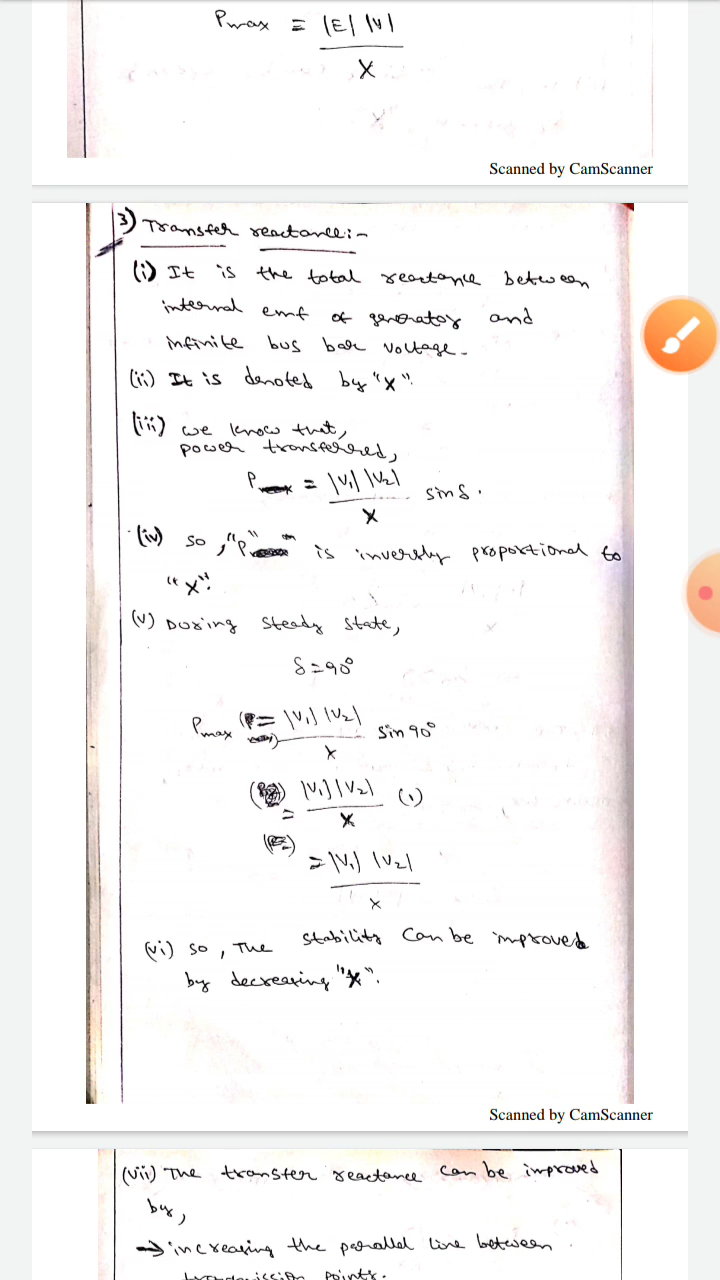 Pmax = |E| |V|
X
Scanned by CamScanner
3) Transfer reactance:-
(i) It is the total reactance between
internal emf of generator and
infinite bus bar voltage.
(ii) It is denoted by "X".
(iii) we know that,
power transferred,
P = |V1| |V2| sin δ.
X
(iv) so, "P" is inversly proportional to
"X".
(v) During steady state,
δ = 90°
Pmax = |V1| |V2| sin 90°
X
= |V1| |V2| (1)
X
= |V1| |V2|
X
(vi) so, The stability can be improved
by decreasing "X".
Scanned by CamScanner
(vii) The transfer reactance can be improved
by,
→ increasing the parallel line between
points.